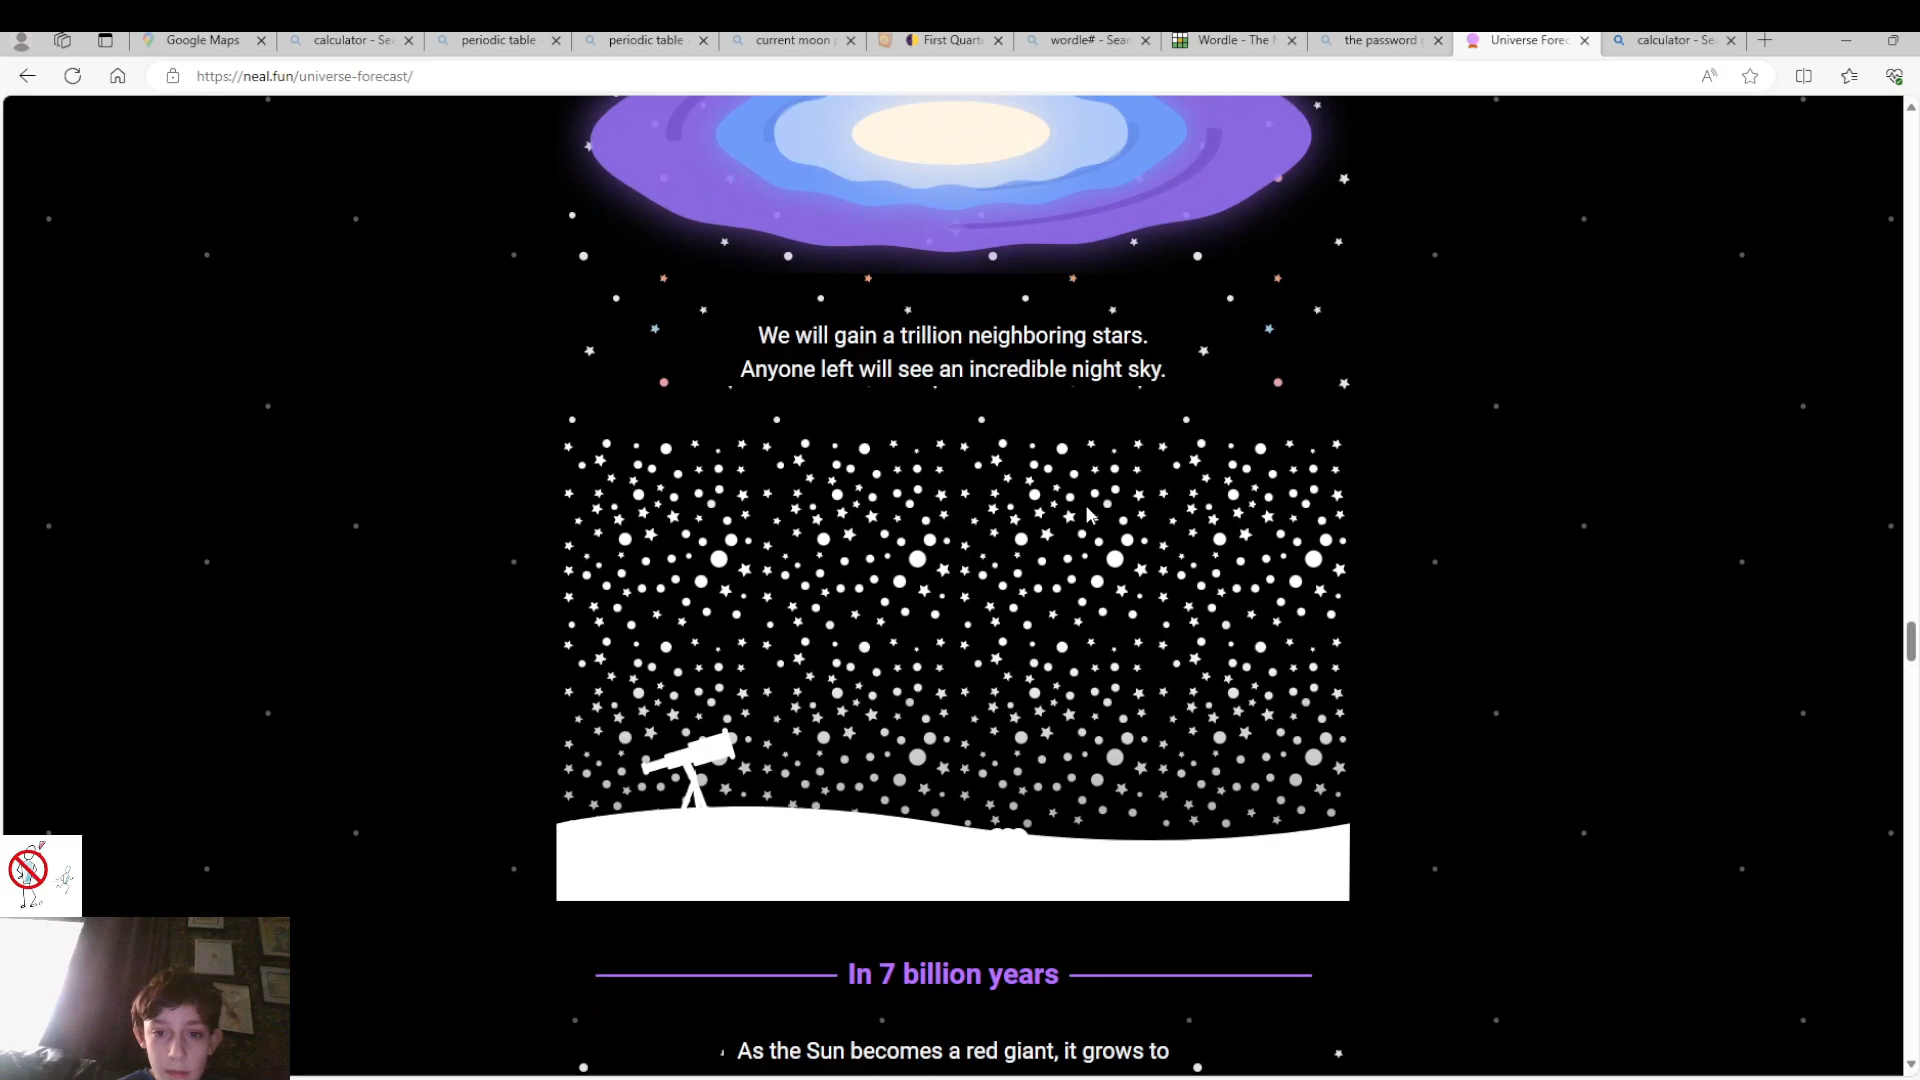 Google Maps
calculator - Se
periodic table
periodic table
current moon
First Quart
wordle# - Sear
Wordle - The
the password
Universe Forec
calculator - Se
https://neal.fun/universe-forecast/
We will gain a trillion neighboring stars.
Anyone left will see an incredible night sky.
In 7 billion years
As the Sun becomes a red giant, it grows to